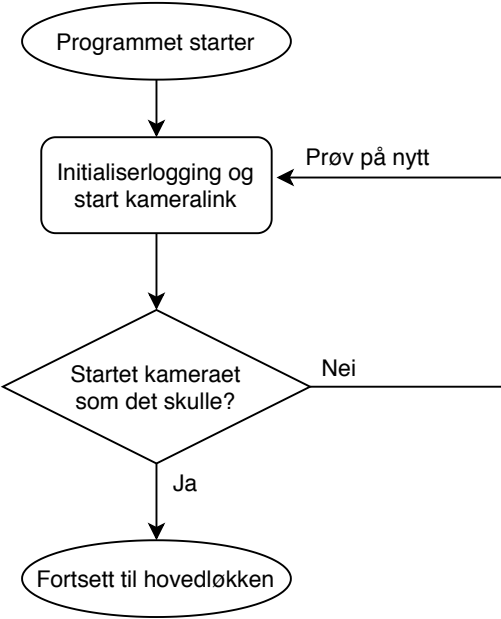 Programmet starter
Prøv på nytt
Initialiserlogging og
start kameralink
Startet kameraet
som det skulle?
Nei
Ja
Fortsett til hovedløkken